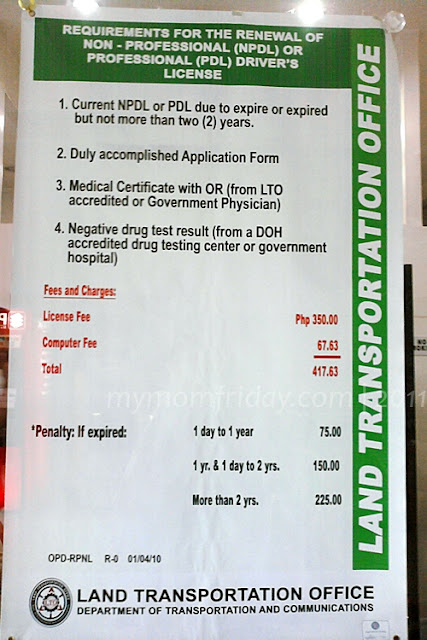 REQUIREMENTS FOR THE RENEWAL OF
NON - PROFESSIONAL (NPDL) OR
PROFESSIONAL (PDL) DRIVER'S
LICENSE
1. Current NPDL or PDL due to expire or expired
but not more than two (2) years.
2. Duly accomplished Application Form
3. Medical Certificate with OR (from LTO
accredited or Government Physician)
4. Negative drug test result (from a DOH
accredited drug testing center or government
hospital)
Fees and Charges:
License Fee Php 350.00
Computer Fee 67.63
Total 417.63
mymomfriday.com
*Penalty: If expired: 1 day to 1 year 75.00
1 yr. & 1 day to 2 yrs. 150.00
More than 2 yrs. 225.00
OPD-RPNL R-0 01/04/10
LAND TRANSPORTATION OFFICE
DEPARTMENT OF TRANSPORTATION AND COMMUNICATIONS
LAND TRANSPORTATION OFFICE